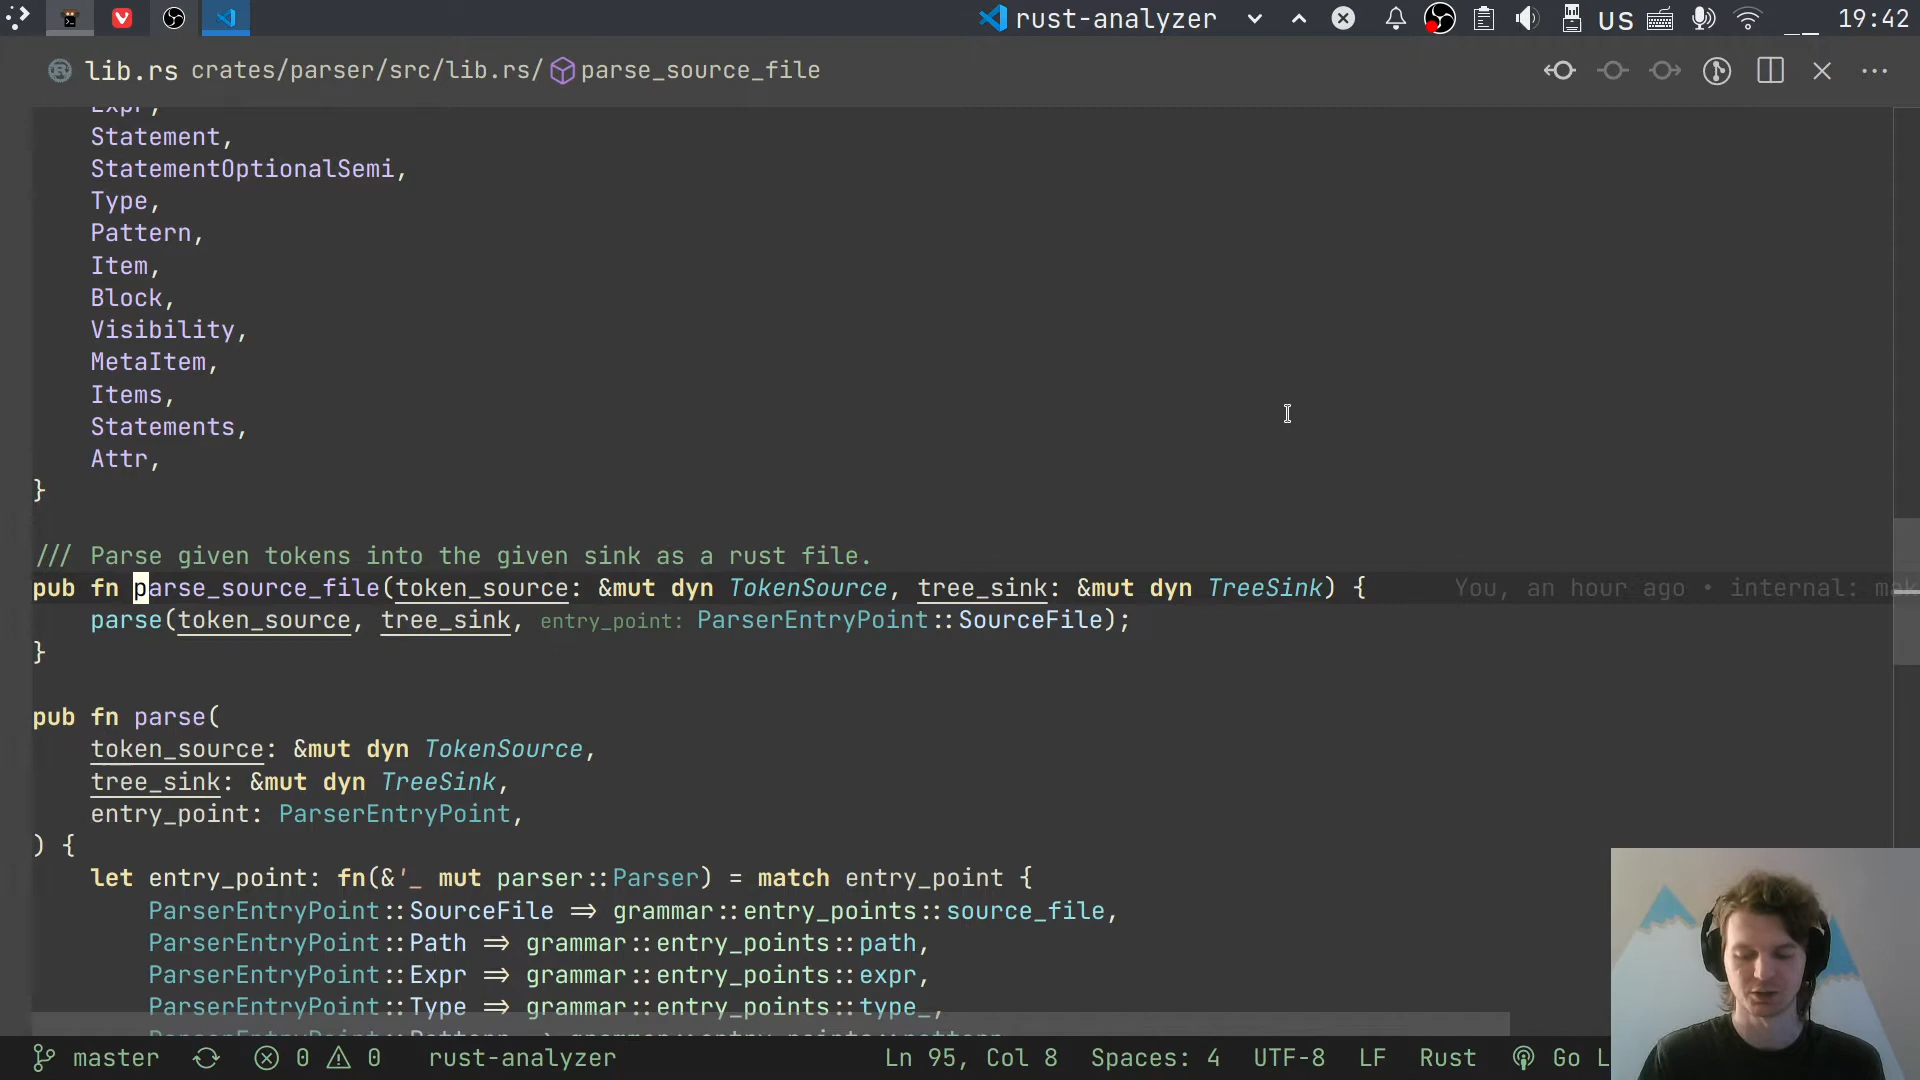 rust-analyzer US 19:42
lib.rs crates/parser/src/lib.rs/ parse_source_file
Expr,
Statement,
StatementOptionalSemi,
Type,
Pattern,
Item,
Block,
Visibility,
MetaItem,
Items,
Statements,
Attr,
}
/// Parse given tokens into the given sink as a rust file.
pub fn parse_source_file(token_source: &mut dyn TokenSource, tree_sink: &mut dyn TreeSink) { You, an hour ago • internal: mak
parse(token_source, tree_sink, entry_point: ParserEntryPoint::SourceFile);
}
pub fn parse(
token_source: &mut dyn TokenSource,
tree_sink: &mut dyn TreeSink,
entry_point: ParserEntryPoint,
) {
let entry_point: fn(&'_ mut parser::Parser) = match entry_point {
ParserEntryPoint::SourceFile => grammar::entry_points::source_file,
ParserEntryPoint::Path => grammar::entry_points::path,
ParserEntryPoint::Expr => grammar::entry_points::expr,
ParserEntryPoint::Type => grammar::entry_points::type_,
master 0 0 rust-analyzer Ln 95, Col 8 Spaces: 4 UTF-8 LF Rust Go L